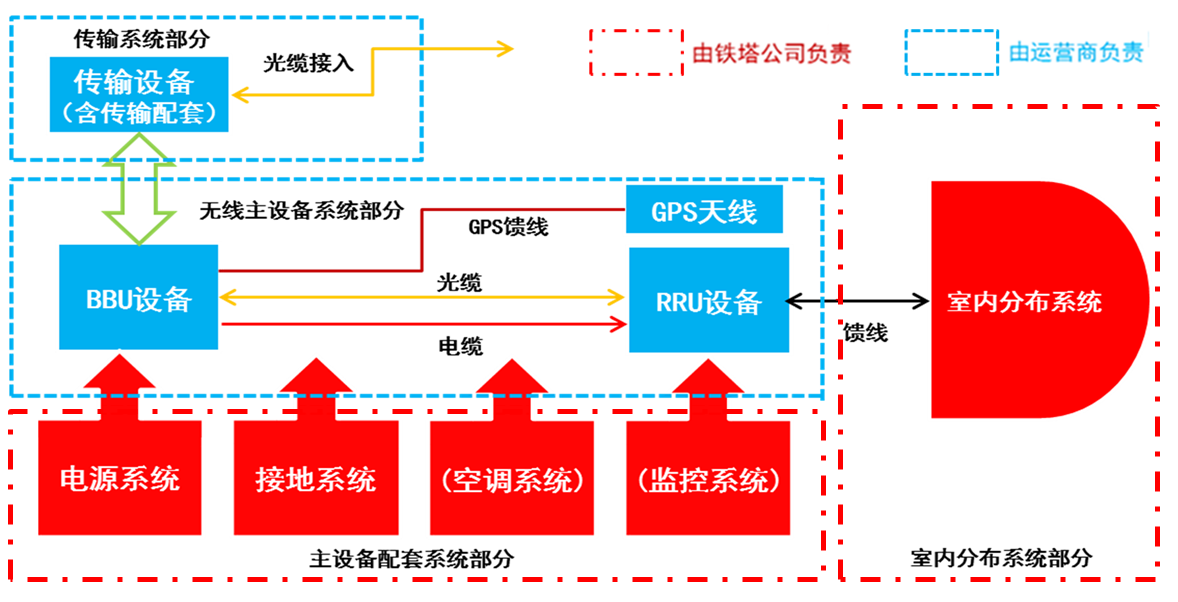 传输系统部分
传输设备
（含传输配套）
光缆接入
由铁塔公司负责
由运营商负责
无线主设备系统部分
GPS馈线
GPS天线
BBU设备
光缆
电缆
RRU设备
馈线
室内分布系统
电源系统
接地系统
(空调系统)
(监控系统)
主设备配套系统部分
室内分布系统部分